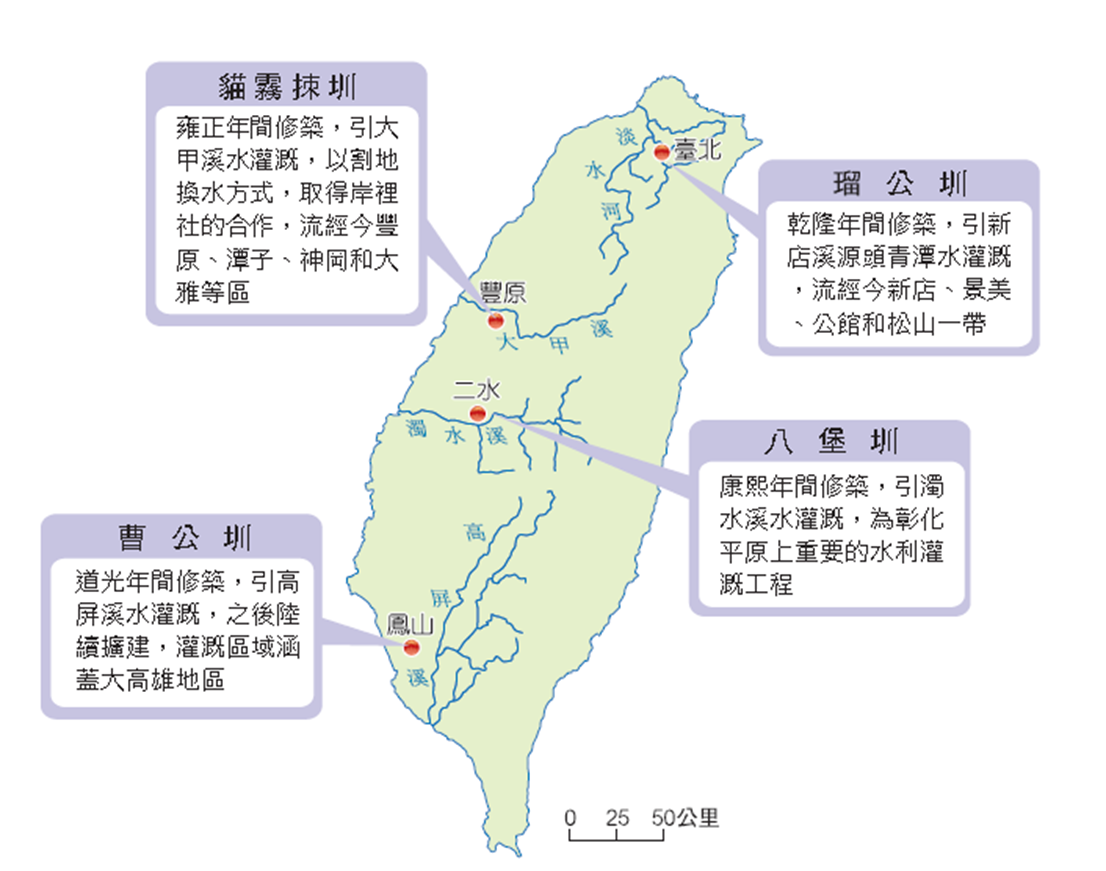 貓霧捒圳
雍正年間修築，引大
甲溪水灌溉，以割地
換水方式，取得岸裡
社的合作，流經今豐
原、潭子、神岡和大
雅等區
瑠公圳
乾隆年間修築，引新
店溪源頭青潭水灌溉
，流經今新店、景美
、公館和松山一帶
八堡圳
康熙年間修築，引濁
水溪水灌溉，為彰化
平原上重要的水利灌
溉工程
曹公圳
道光年間修築，引高
屏溪水灌溉，之後陸
續擴建，灌溉區域涵
蓋大高雄地區
淡水河
臺北
豐原
大甲溪
二水
濁水溪
高屏溪
鳳山
0 25 50公里